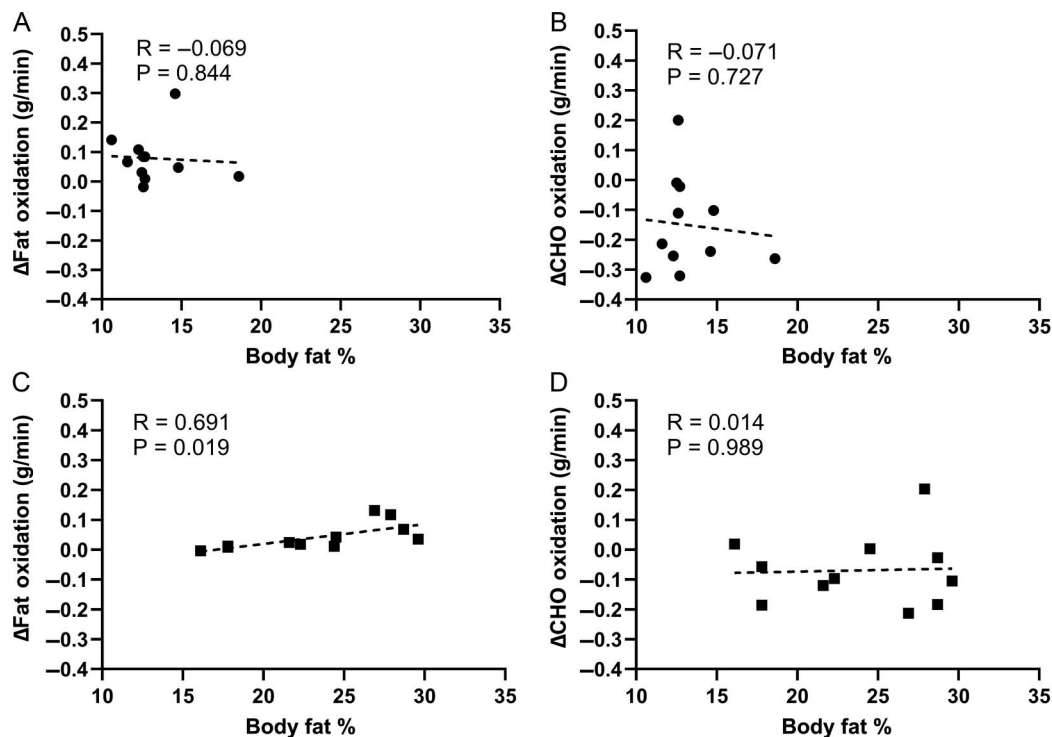 A
R = –0.069
P = 0.844
ΔFat oxidation (g/min)
0.5
0.4
0.3
0.2
0.1
0.0
–0.1
–0.2
–0.3
–0.4
10 15 20 25 30 35
Body fat %
B
R = –0.071
P = 0.727
ΔCHO oxidation (g/min)
0.5
0.4
0.3
0.2
0.1
0.0
–0.1
–0.2
–0.3
–0.4
10 15 20 25 30 35
Body fat %
C
R = 0.691
P = 0.019
ΔFat oxidation (g/min)
0.5
0.4
0.3
0.2
0.1
0.0
–0.1
–0.2
–0.3
–0.4
10 15 20 25 30 35
Body fat %
D
R = 0.014
P = 0.989
ΔCHO oxidation (g/min)
0.5
0.4
0.3
0.2
0.1
0.0
–0.1
–0.2
–0.3
–0.4
10 15 20 25 30 35
Body fat %